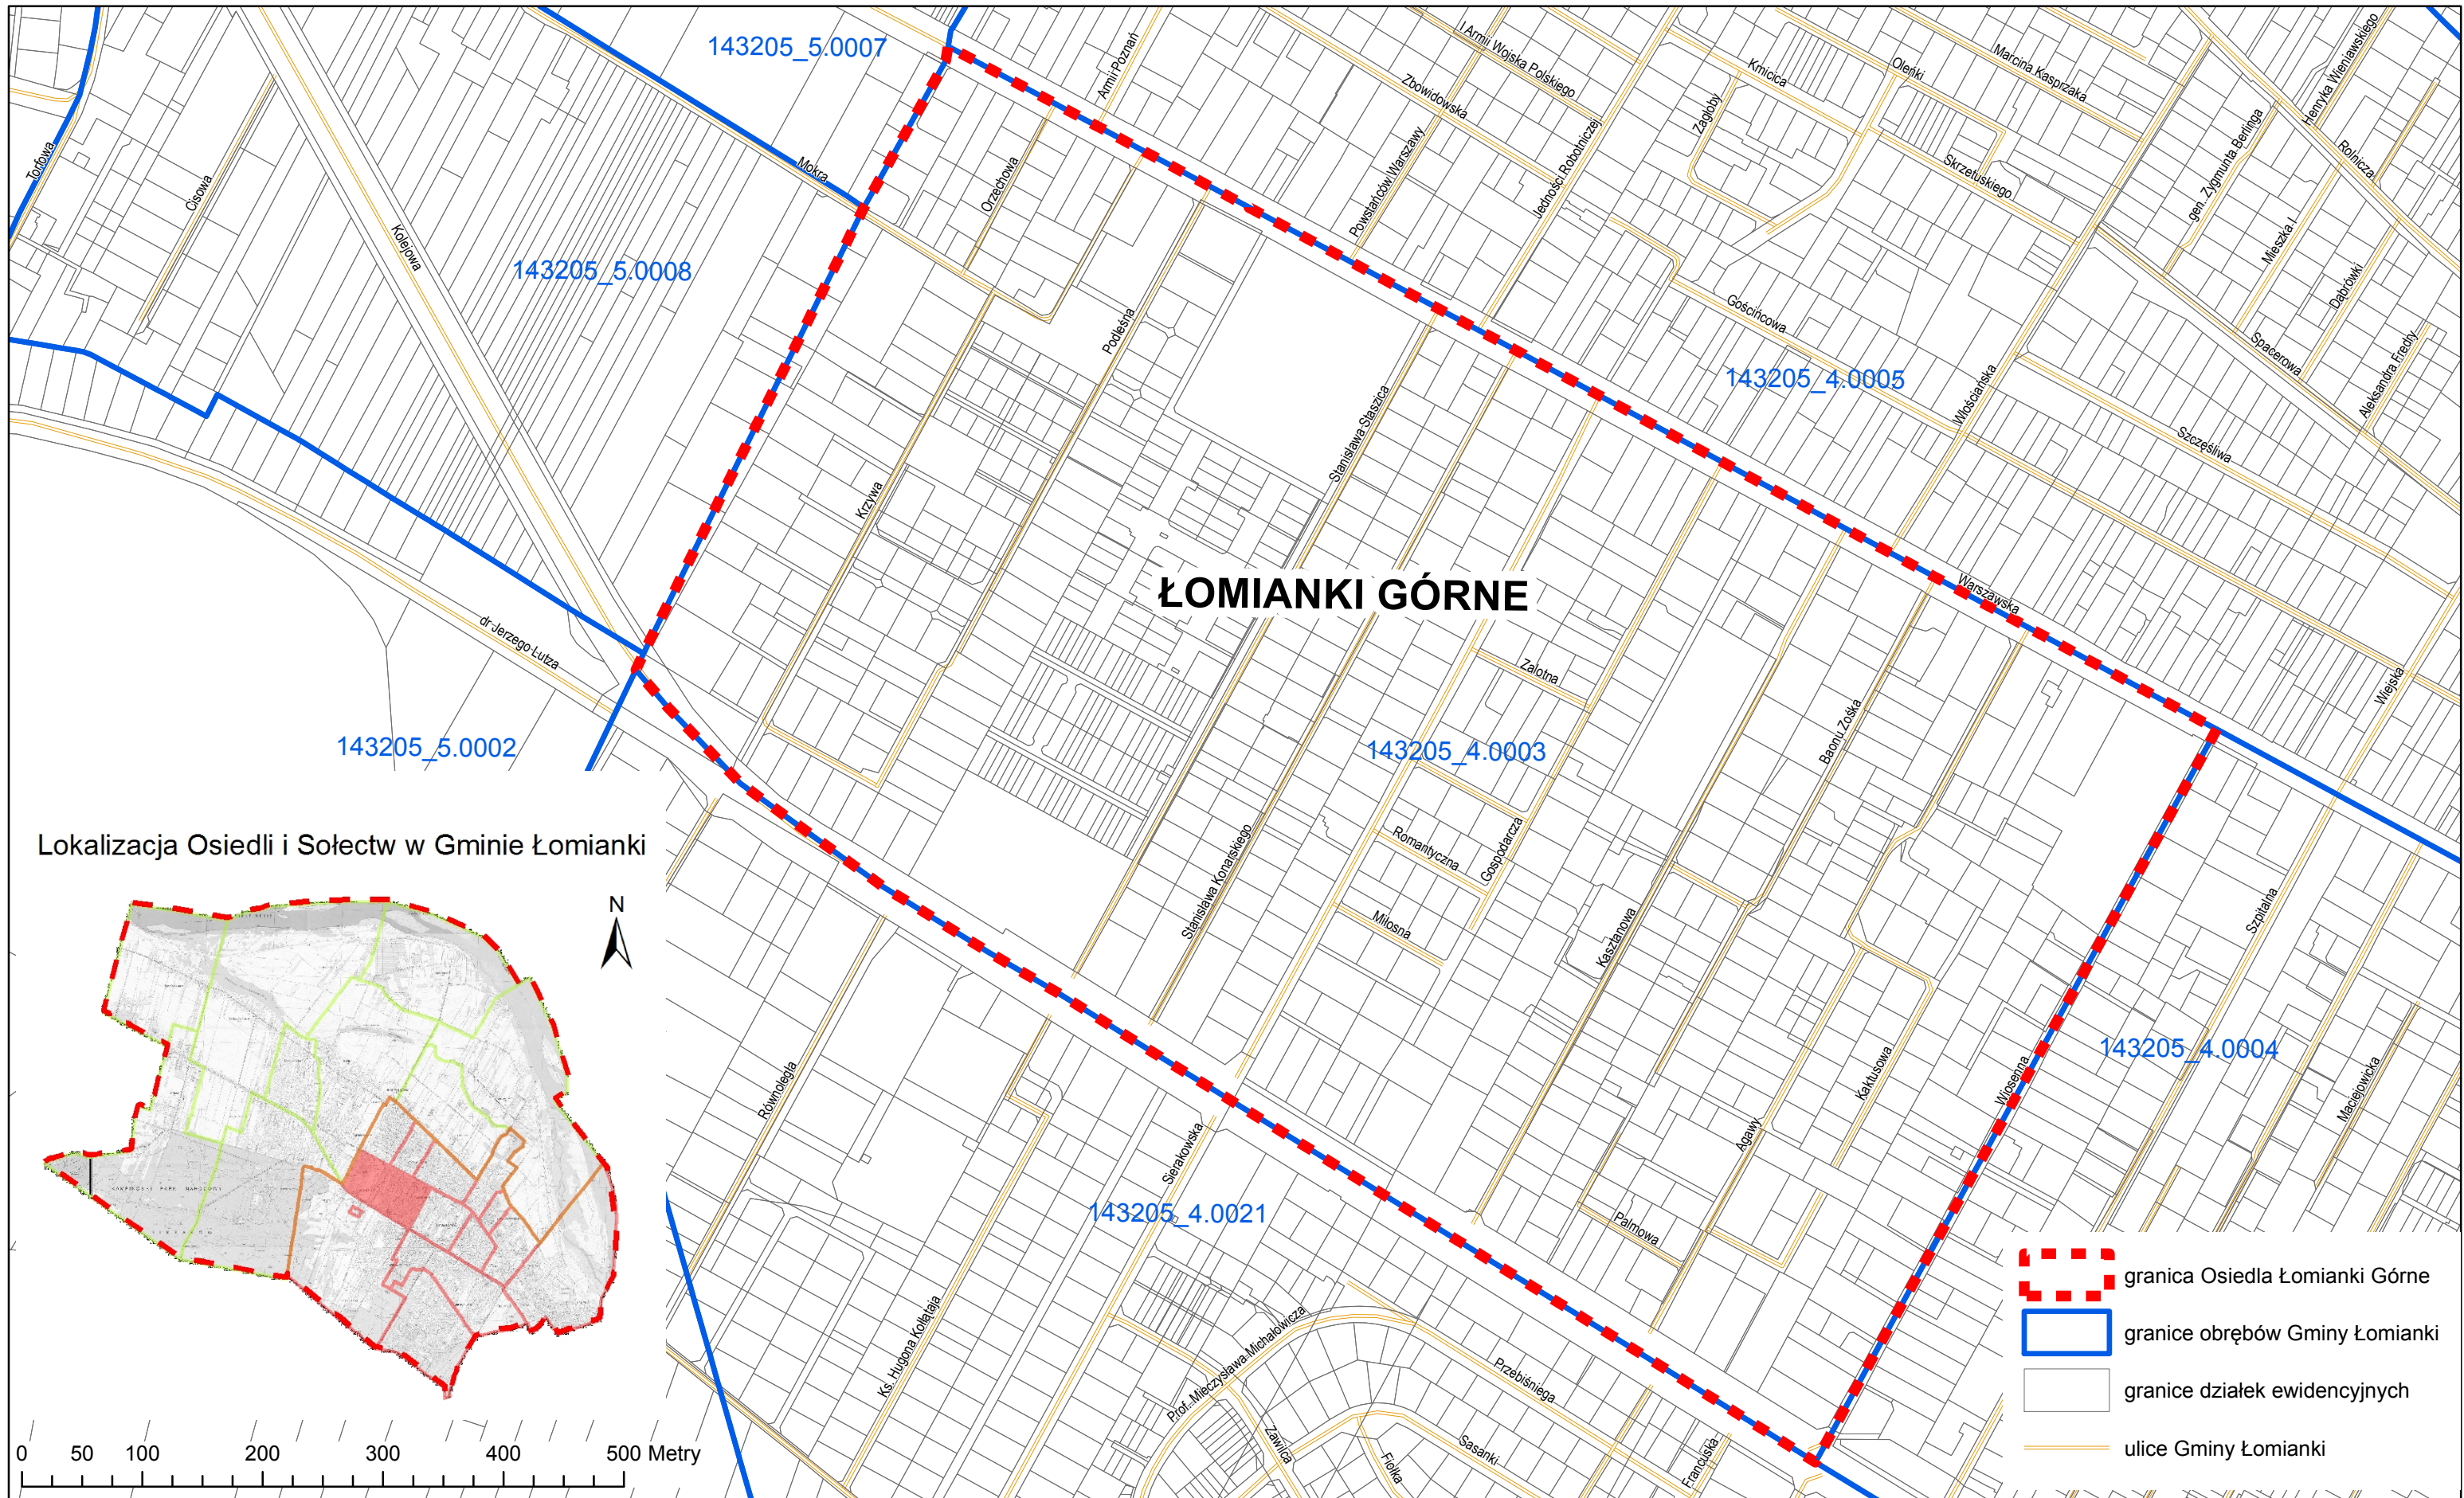 143205_5.0007
Armii Poznań
I Armii Wojska Polskiego
Zbowidowska
Kmicica
Oleńki
Marcina Kasprzaka
Henryka Wieniawskiego
Zagłoby
Torfowa
Cisowa
Mokra
Orzechowa
Powstańców Warszawy
Jedności Robotniczej
Skrzetuskiego
gen. Zygmunta Berlinga
Rolnicza
Mieszka I
Dąbrówki
Kolejowa
143205_5.0008
Podleśna
Gościńcowa
143205_4.0005
Włościańska
Spacerowa
Aleksandra Fredry
Stanisława Staszica
Szczęśliwa
Krzywa
ŁOMIANKI GÓRNE
Warszawska
dr Jerzego Lutza
Zalotna
Wiejska
143205_5.0002
143205_4.0003
Baonu Zośka
Romantyczna
Gospodarcza
Stanisława Konarskiego
Miłosna
Kasztanowa
Szpitalna
143205_4.0004
Kaktusowa
Wiosenna
Maciejowicka
Równoległa
Sierakowska
Agawy
143205_4.0021
Palmowa
Ks. Hugona Kołłątaja
Prof. Mieczysława Michałowicza
Przebiśniega
Zawilca
Fiołka
Sasanki
Francuska
Lokalizacja Osiedli i Sołectw w Gminie Łomianki
N
KAMPINOSKI PARK NARODOWY
0 50 100 200 300 400 500 Metry
granica Osiedla Łomianki Górne
granice obrębów Gminy Łomianki
granice działek ewidencyjnych
ulice Gminy Łomianki